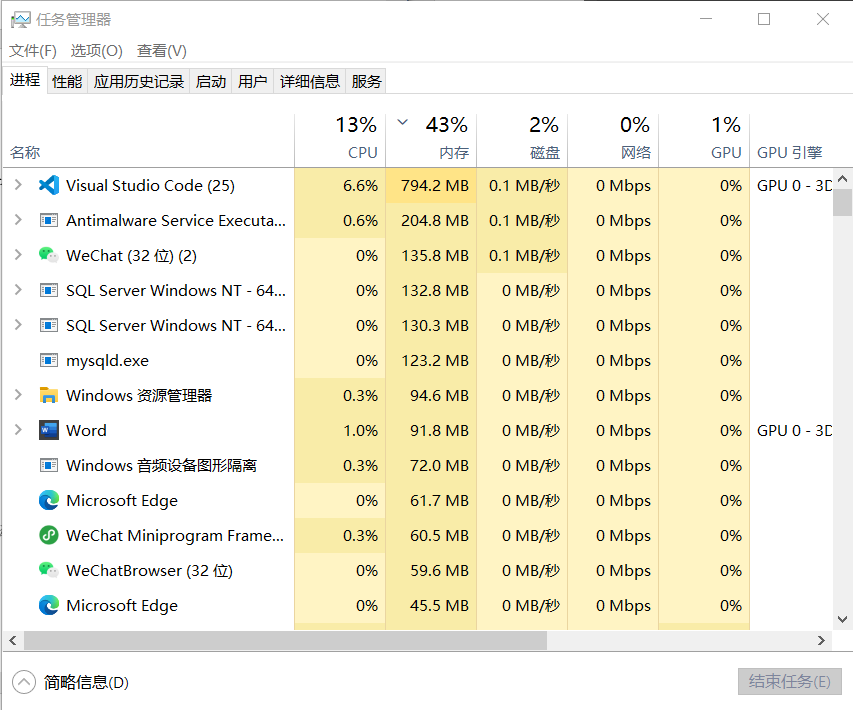 任务管理器
文件(F) 选项(O) 查看(V)
进程 性能 应用历史记录 启动 用户 详细信息 服务
13% 43% 2% 0% 1%
名称 CPU 内存 磁盘 网络 GPU GPU 引擎
Visual Studio Code (25) 6.6% 794.2 MB 0.1 MB/秒 0 Mbps 0% GPU 0 - 3D
Antimalware Service Executa... 0.6% 204.8 MB 0.1 MB/秒 0 Mbps 0%
WeChat (32 位) (2) 0% 135.8 MB 0.1 MB/秒 0 Mbps 0%
SQL Server Windows NT - 64... 0% 132.8 MB 0 MB/秒 0 Mbps 0%
SQL Server Windows NT - 64... 0% 130.3 MB 0 MB/秒 0 Mbps 0%
mysqld.exe 0% 123.2 MB 0 MB/秒 0 Mbps 0%
Windows 资源管理器 0.3% 94.6 MB 0 MB/秒 0 Mbps 0%
Word 1.0% 91.8 MB 0 MB/秒 0 Mbps 0% GPU 0 - 3D
Windows 音频设备图形隔离 0.3% 72.0 MB 0 MB/秒 0 Mbps 0%
Microsoft Edge 0% 61.7 MB 0 MB/秒 0 Mbps 0%
WeChat Miniprogram Frame... 0.3% 60.5 MB 0 MB/秒 0 Mbps 0%
WeChatBrowser (32 位) 0% 59.6 MB 0 MB/秒 0 Mbps 0%
Microsoft Edge 0% 45.5 MB 0 MB/秒 0 Mbps 0%
简略信息(D) 结束任务(E)